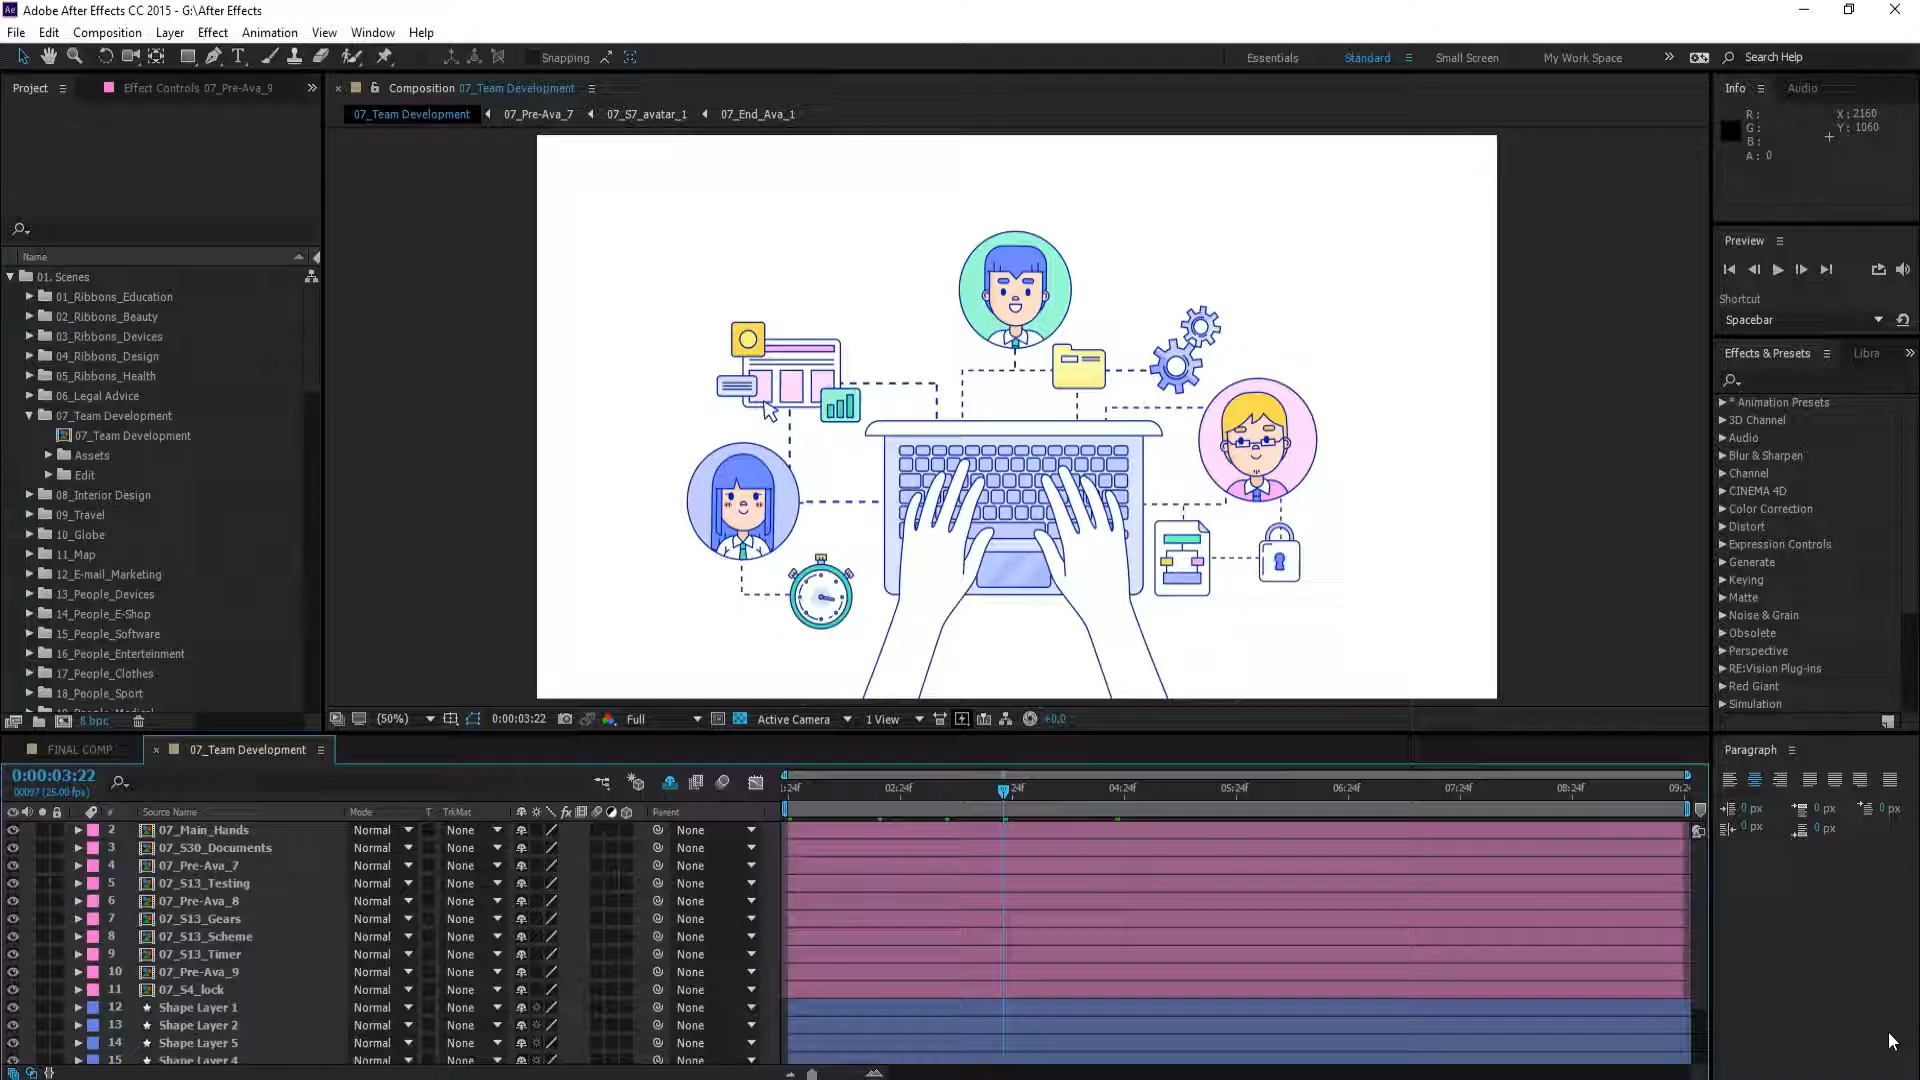 Adobe After Effects CC 2015 - G:\After Effects
File Edit Composition Layer Effect Animation View Window Help
Snapping
Essentials Standard Small Screen My Work Space Search Help
Project Effect Controls 07_Pre-Ava_9
Composition 07_Team Development
07_Team Development 07_Pre-Ava_7 07_S7_avatar_1 07_End_Ava_1
Name
01. Scenes
01_Ribbons_Education
02_Ribbons_Beauty
03_Ribbons_Devices
04_Ribbons_Design
05_Ribbons_Health
06_Legal Advice
07_Team Development
07_Team Development
Assets
Edit
08_Interior Design
09_Travel
10_Globe
11_Map
12_E-mail_Marketing
13_People_Devices
14_People_E-Shop
15_People_Software
16_People_Enterteinment
17_People_Clothes
18_People_Sport
8 bpc
(50%) 0:00:03:22 Full Active Camera 1 View +0,0
Info Audio
R: X: 2160
G: Y: 1060
B:
A: 0
Preview
Shortcut
Spacebar
Effects & Presets Libra
* Animation Presets
3D Channel
Audio
Blur & Sharpen
Channel
CINEMA 4D
Color Correction
Distort
Expression Controls
Generate
Keying
Matte
Noise & Grain
Obsolete
Perspective
RE:Vision Plug-ins
Red Giant
Simulation
Paragraph
0 px 0 px 0 px
0 px 0 px
FINAL COMP 07_Team Development
0:00:03:22
00097 (25.00 fps)
1:24f 02:24f 24f 04:24f 05:24f 06:24f 07:24f 08:24f 09:24
# Source Name Mode T TrkMat Parent
2 07_Main_Hands Normal None None
3 07_S30_Documents Normal None None
4 07_Pre-Ava_7 Normal None None
5 07_S13_Testing Normal None None
6 07_Pre-Ava_8 Normal None None
7 07_S13_Gears Normal None None
8 07_S13_Scheme Normal None None
9 07_S13_Timer Normal None None
10 07_Pre-Ava_9 Normal None None
11 07_S4_lock Normal None None
12 Shape Layer 1 Normal None None
13 Shape Layer 2 Normal None None
14 Shape Layer 5 Normal None None
15 Shape Layer 4 Normal None None